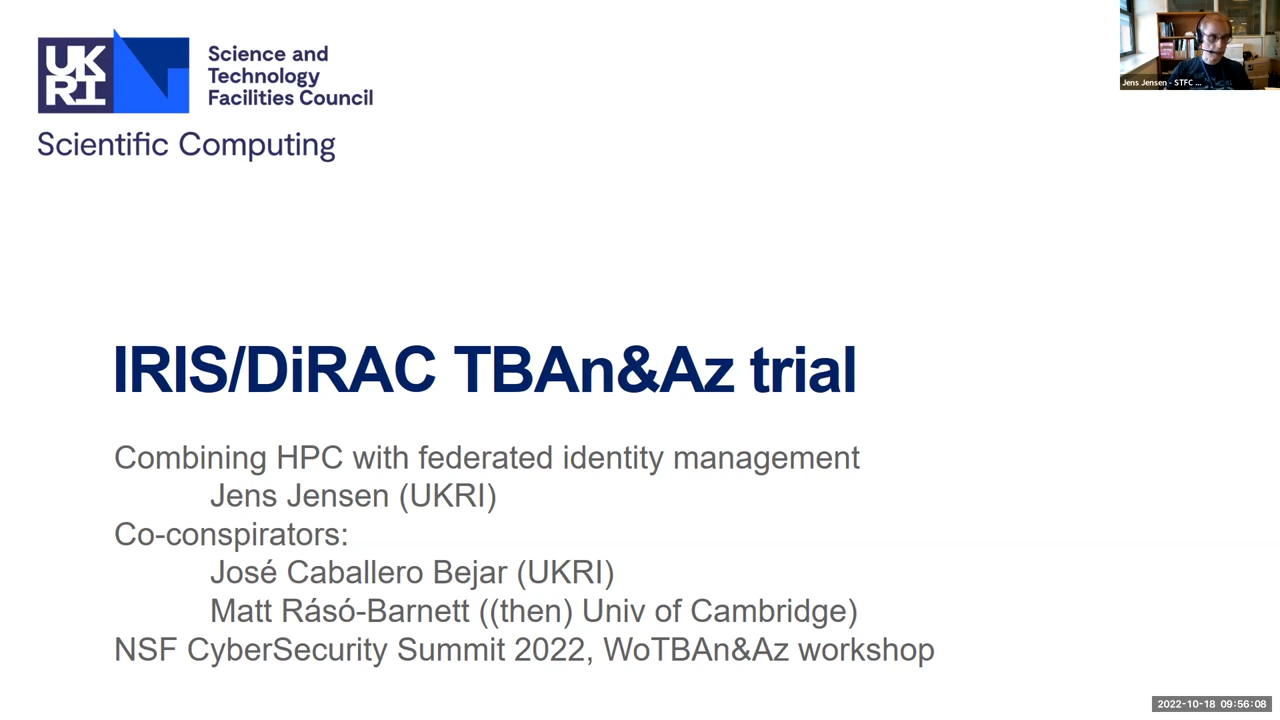 UK
RI
Science and
Technology
Facilities Council
Scientific Computing
Jens Jensen - STFC ...
IRIS/DiRAC TBAn&Az trial
Combining HPC with federated identity management
Jens Jensen (UKRI)
Co-conspirators:
José Caballero Bejar (UKRI)
Matt Rásó-Barnett ((then) Univ of Cambridge)
NSF CyberSecurity Summit 2022, WoTBAn&Az workshop
2022-10-18 09:56:08